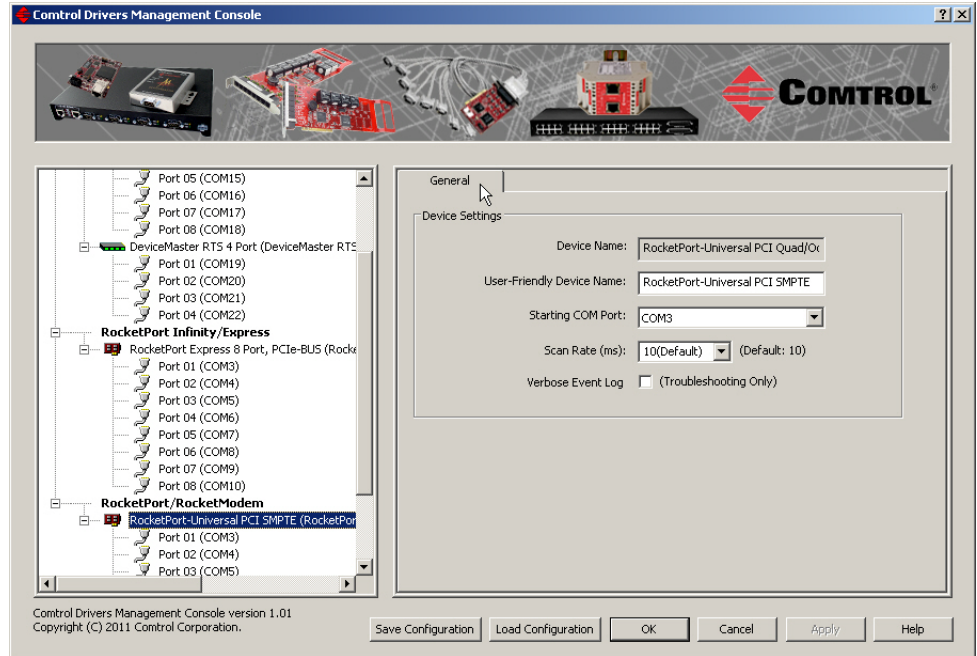 Comtrol Drivers Management Console
COMTROL
Port 05 (COM15)
Port 06 (COM16)
Port 07 (COM17)
Port 08 (COM18)
DeviceMaster RTS 4 Port (DeviceMaster RTS
Port 01 (COM19)
Port 02 (COM20)
Port 03 (COM21)
Port 04 (COM22)
RocketPort Infinity/Express
RocketPort Express 8 Port, PCIe-BUS (Rocke
Port 01 (COM3)
Port 02 (COM4)
Port 03 (COM5)
Port 04 (COM6)
Port 05 (COM7)
Port 06 (COM8)
Port 07 (COM9)
Port 08 (COM10)
RocketPort/RocketModem
RocketPort-Universal PCI SMPTE (RocketPor
Port 01 (COM3)
Port 02 (COM4)
Port 03 (COM5)
General
Device Settings
Device Name: RocketPort-Universal PCI Quad/Oc
User-Friendly Device Name: RocketPort-Universal PCI SMPTE
Starting COM Port: COM3
Scan Rate (ms): 10(Default) (Default: 10)
Verbose Event Log (Troubleshooting Only)
Comtrol Drivers Management Console version 1.01
Copyright (C) 2011 Comtrol Corporation.
Save Configuration Load Configuration OK Cancel Apply Help